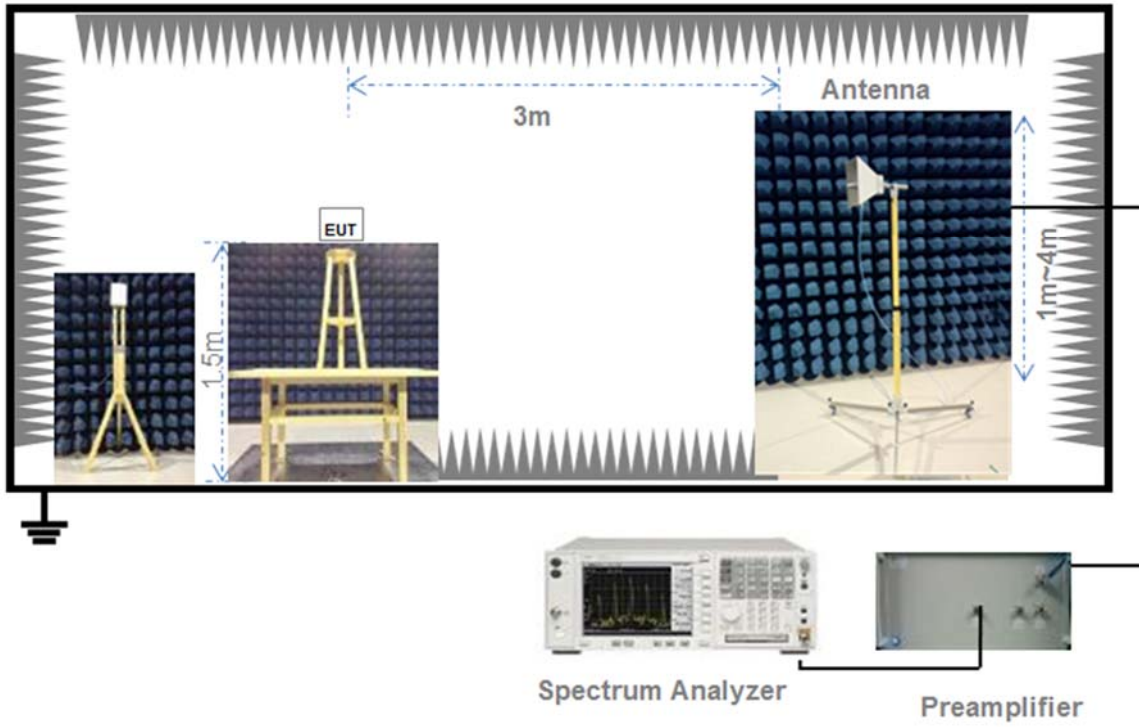 Antenna
3m
EUT
1.5m
1m~4m
Spectrum Analyzer
Preamplifier